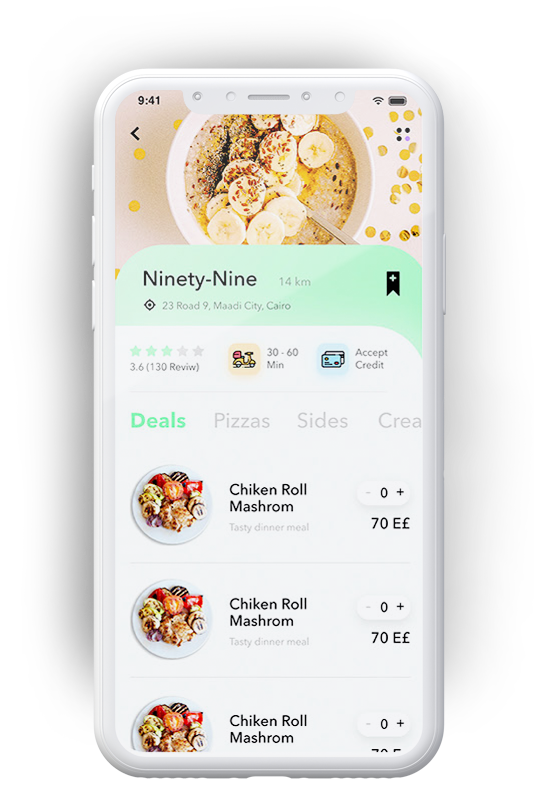 9:41
Ninety-Nine 14 km
23 Road 9, Maadi City, Cairo
3.6 (130 Reviw)
30 - 60
Min
Accept
Credit
Deals Pizzas Sides Crea
Chiken Roll
Mashrom
Tasty dinner meal
- 0 +
70 E£
Chiken Roll
Mashrom
Tasty dinner meal
- 0 +
70 E£
Chiken Roll
Mashrom
- 0 +
70 E£